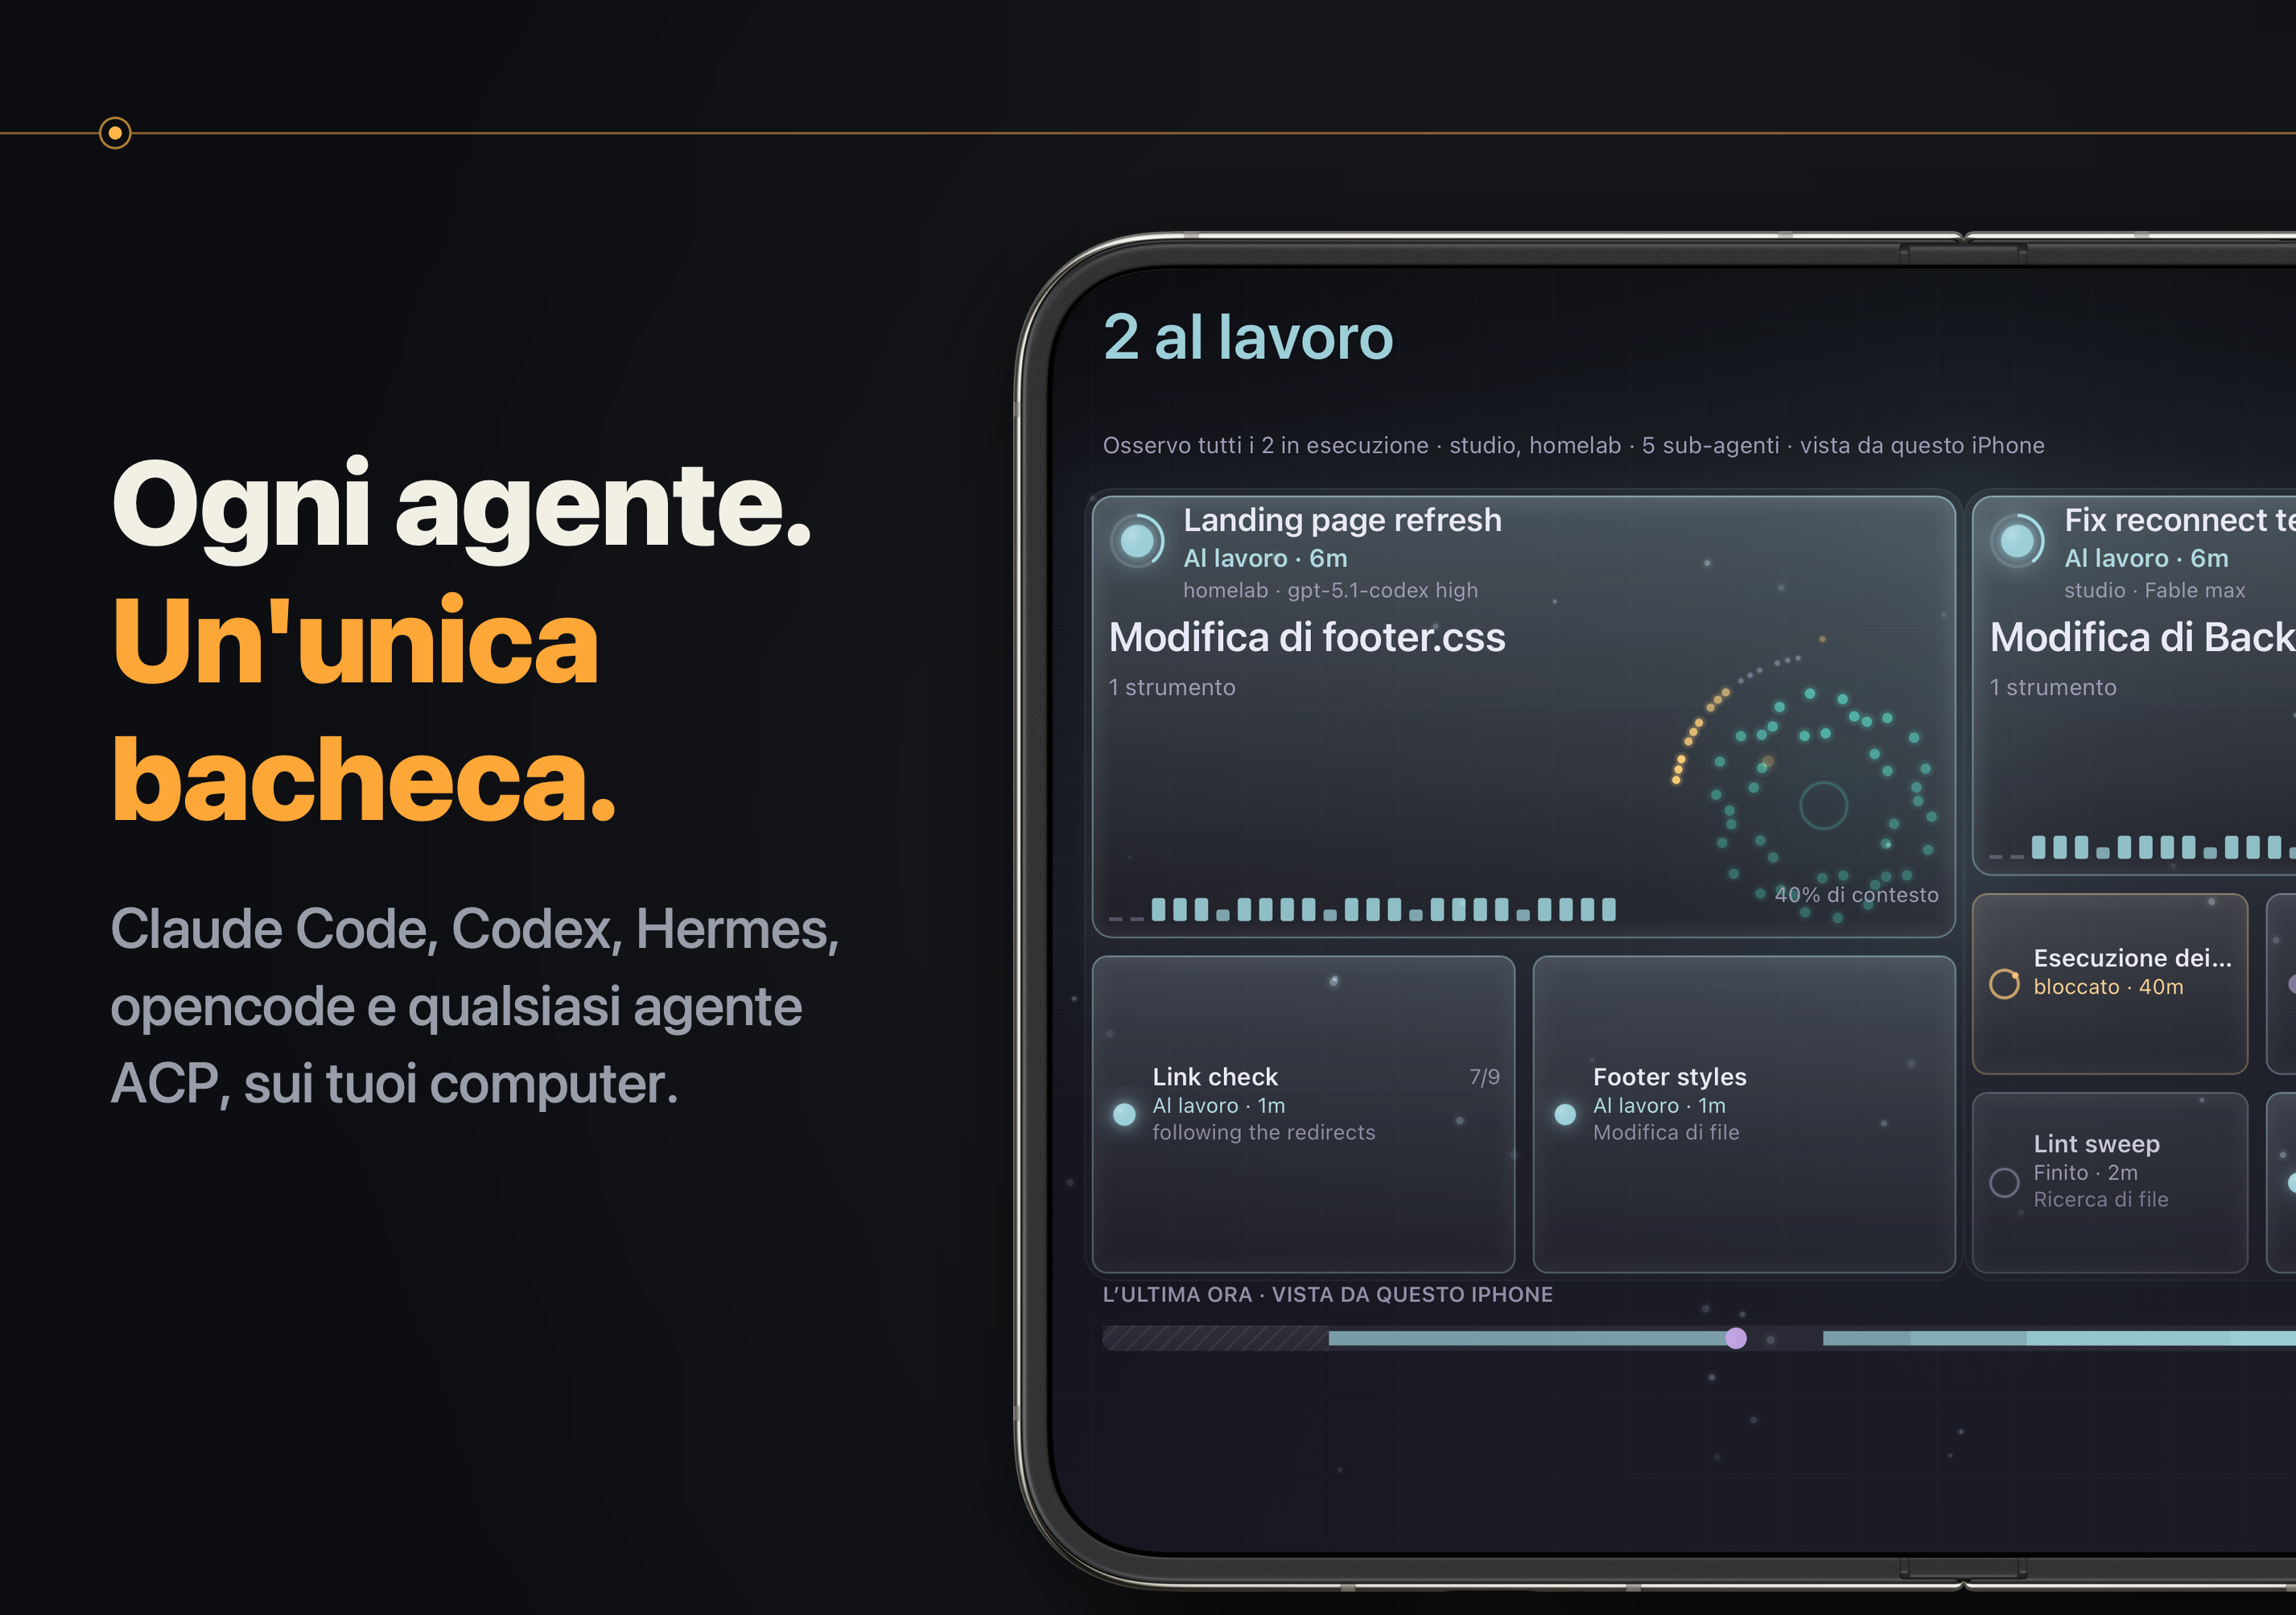 Ogni agente.
Un'unica
bacheca.
Claude Code, Codex, Hermes,
opencode e qualsiasi agente
ACP, sui tuoi computer.
2 al lavoro
Osservo tutti i 2 in esecuzione · studio, homelab · 5 sub-agenti · vista da questo iPhone
Landing page refresh
Al lavoro · 6m
homelab · gpt-5.1-codex high
Modifica di footer.css
1 strumento
40% di contesto
Fix reconnect te
Al lavoro · 6m
studio · Fable max
Modifica di Back
1 strumento
Link check 7/9
Al lavoro · 1m
following the redirects
Footer styles
Al lavoro · 1m
Modifica di file
Esecuzione dei...
bloccato · 40m
Lint sweep
Finito · 2m
Ricerca di file
L'ULTIMA ORA · VISTA DA QUESTO IPHONE